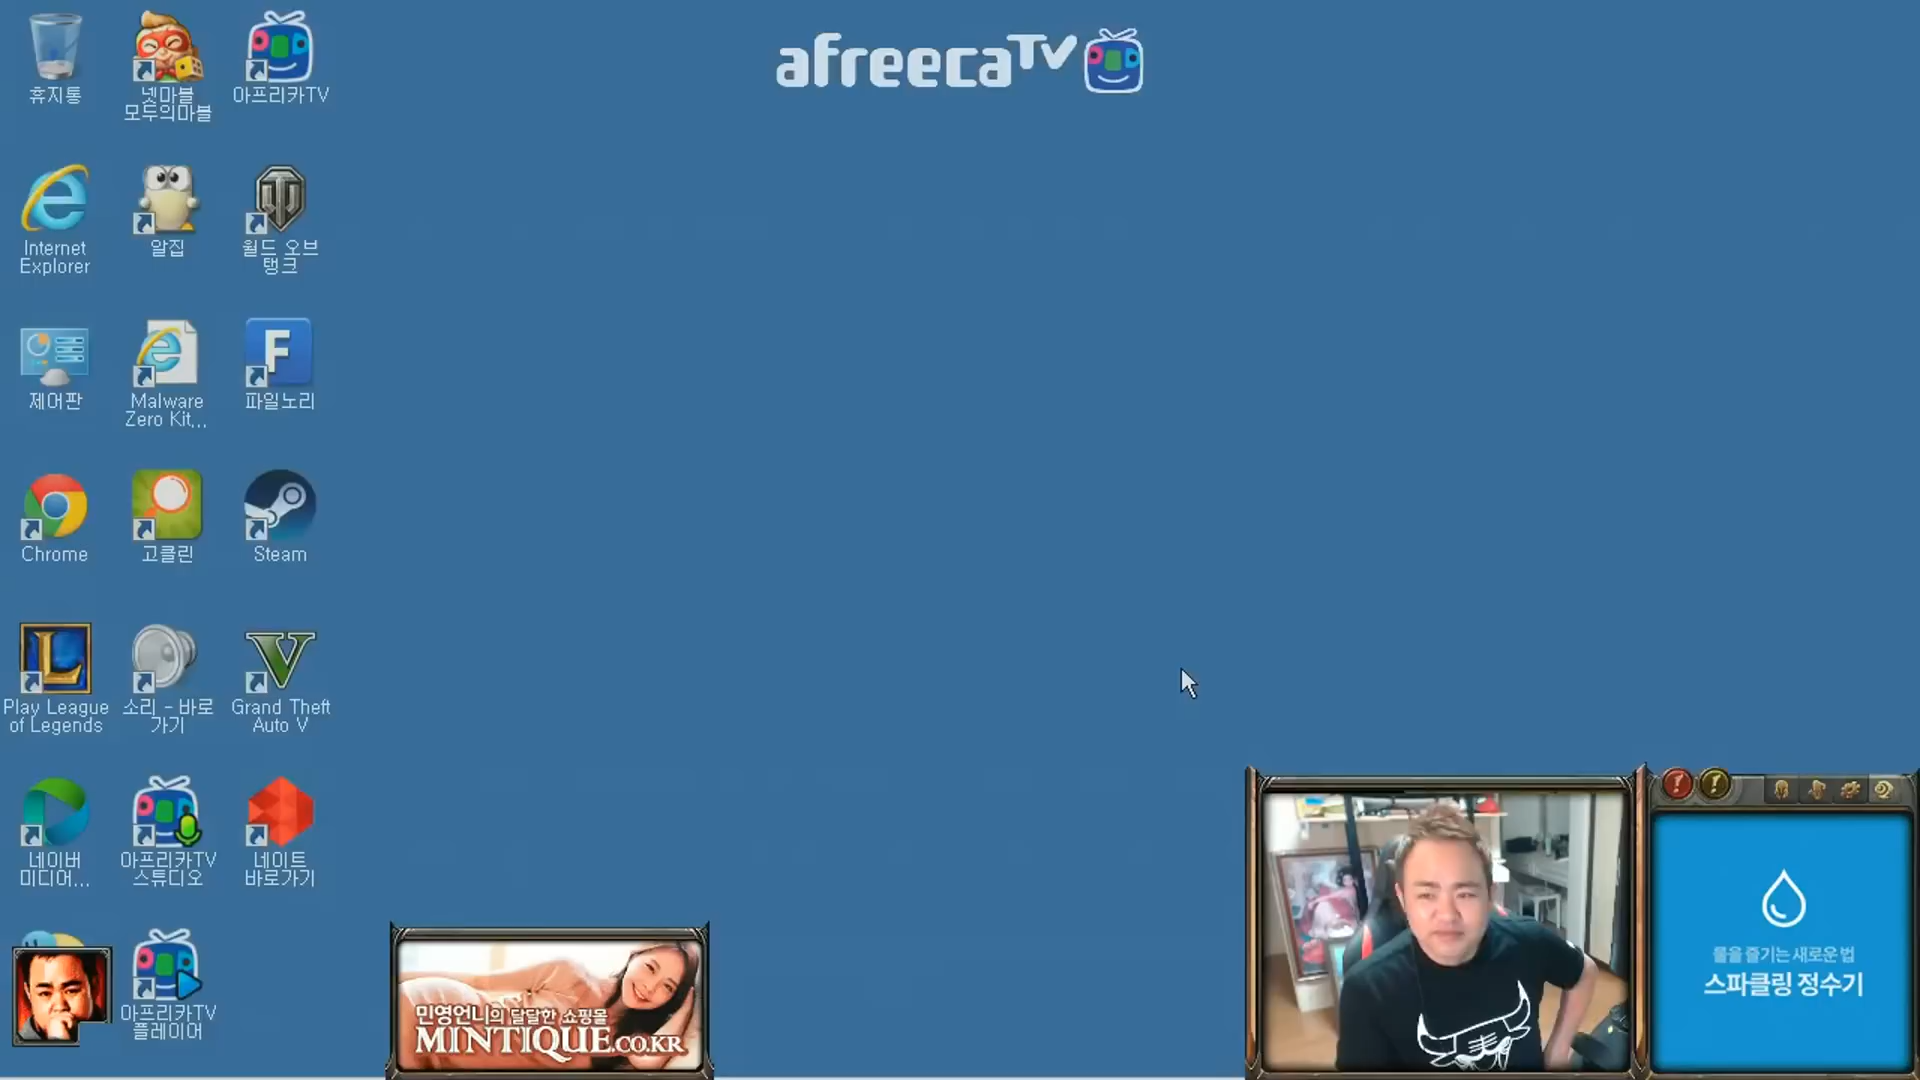 afreecaTV
휴지통
넷마블
모두의마블
아프리카TV
Internet
Explorer
알집
월드 오브
탱크
제어판
Malware
Zero Kit...
F
파일노리
Chrome
고클린
Steam
L
Play League
of Legends
소리 - 바로
가기
V
Grand Theft
Auto V
네이버
미디어...
아프리카TV
스튜디오
네이트
바로가기
아프리카TV
플레이어
민영언니의 달달한 쇼핑몰
MINTIQUE.CO.KR
물을 즐기는 새로운 법
스파클링 정수기